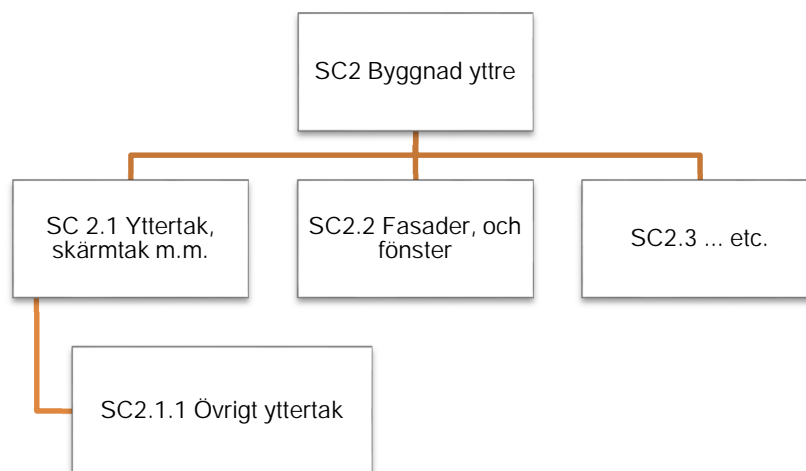 SC2 Byggnad yttre
SC 2.1 Yttertak,
skärmtak m.m.
SC2.2 Fasader, och
fönster
SC2.3 ... etc.
SC2.1.1 Övrigt yttertak